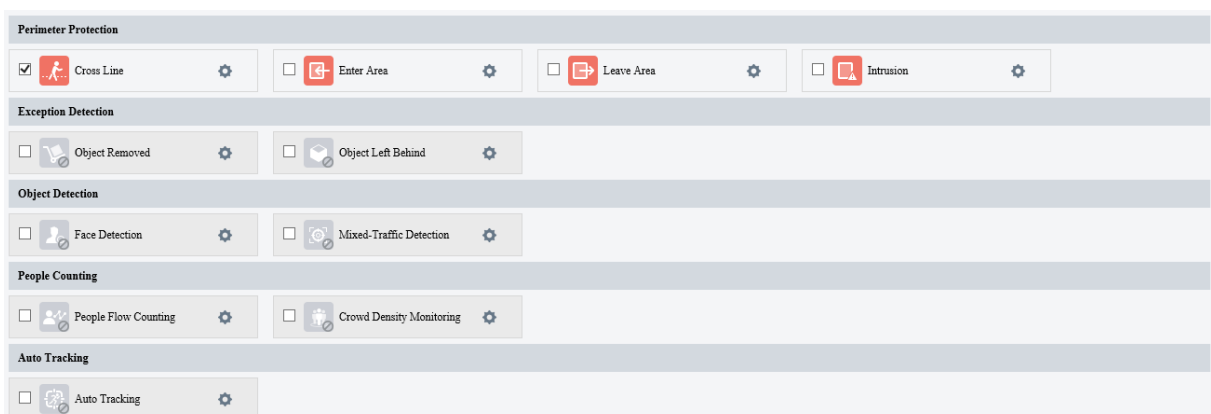 Perimeter Protection
Cross Line Enter Area Leave Area Intrusion
Exception Detection
Object Removed Object Left Behind
Object Detection
Face Detection Mixed-Traffic Detection
People Counting
People Flow Counting Crowd Density Monitoring
Auto Tracking
Auto Tracking